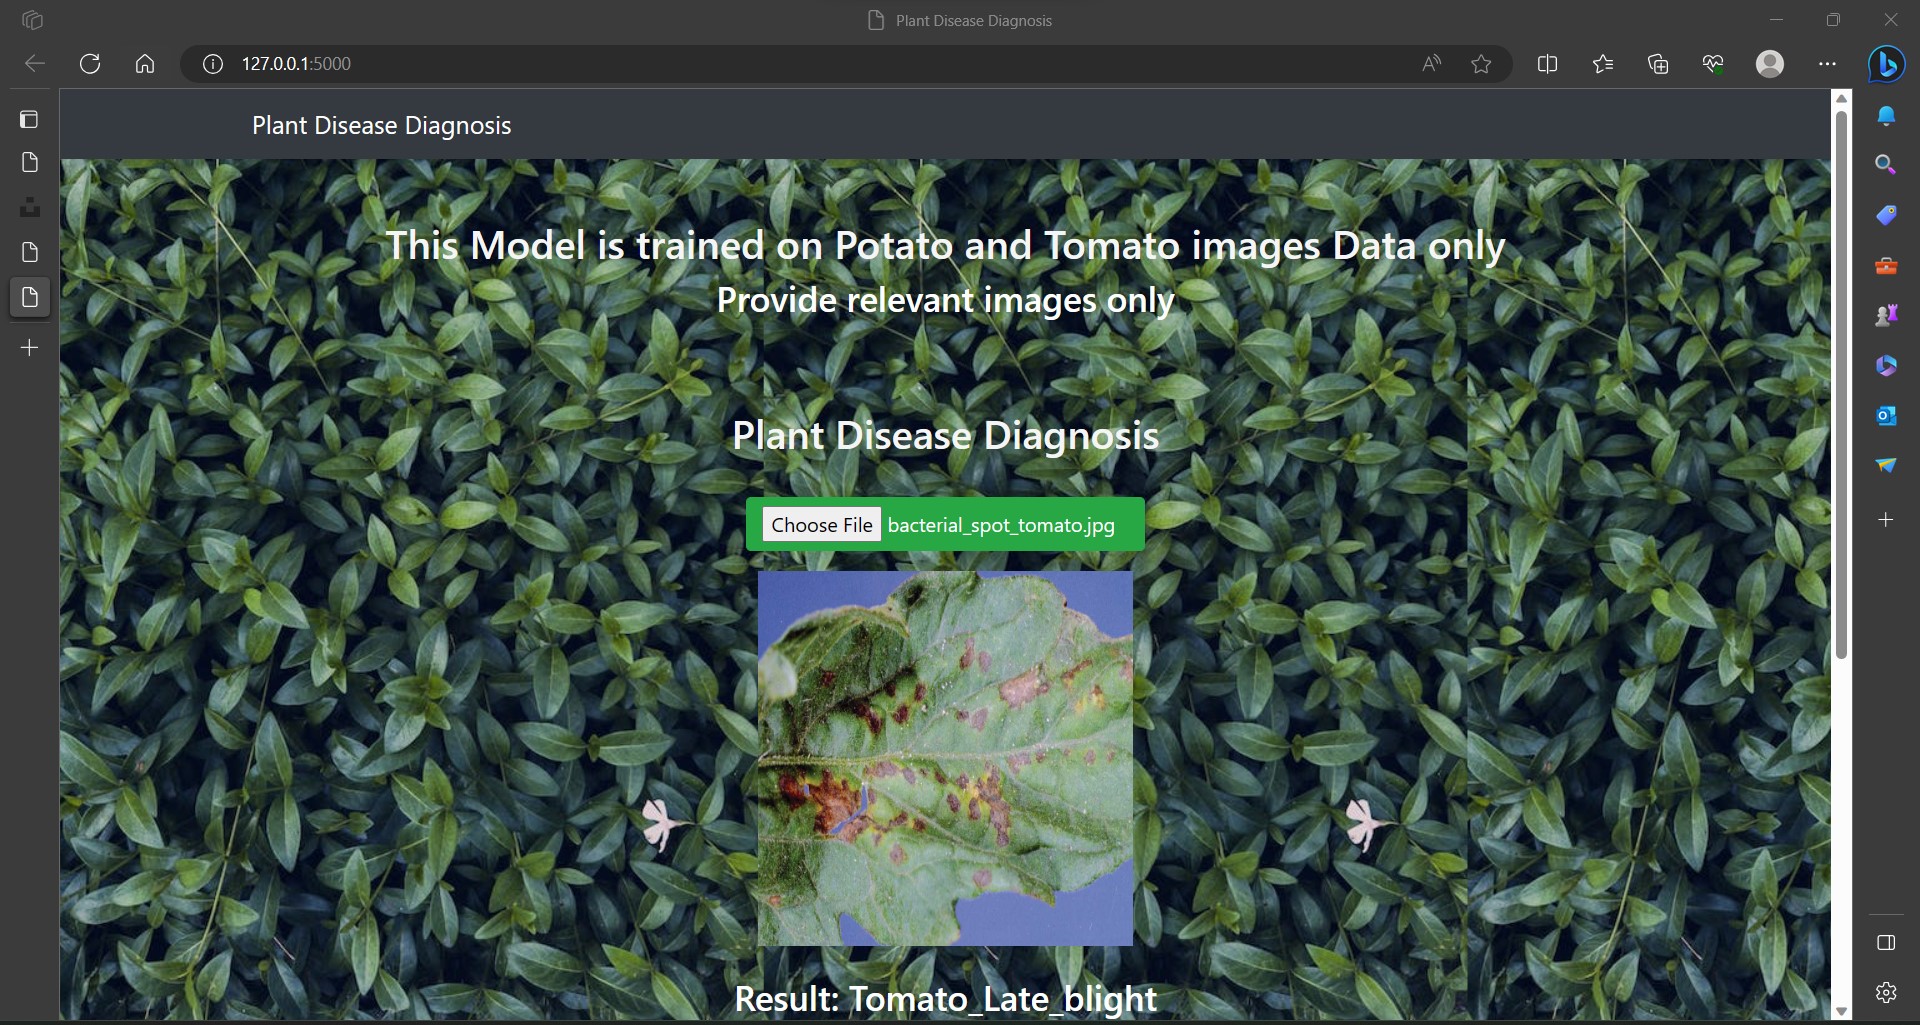 Plant Disease Diagnosis
127.0.0.1:5000
Plant Disease Diagnosis
This Model is trained on Potato and Tomato images Data only
Provide relevant images only
Plant Disease Diagnosis
Choose File bacterial_spot_tomato.jpg
Result: Tomato_Late_blight